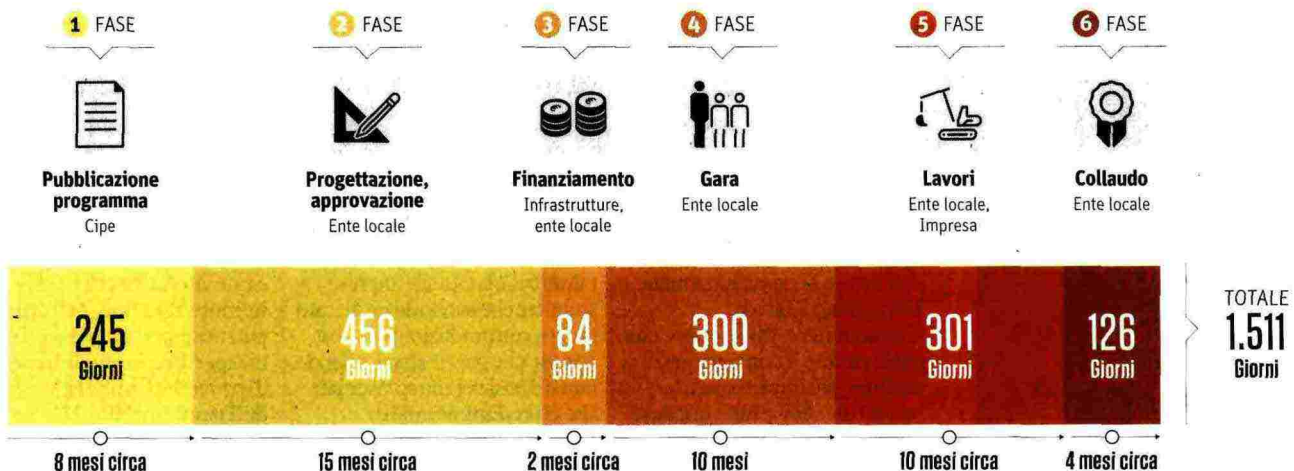 1 FASE
2 FASE
3 FASE
4 FASE
5 FASE
6 FASE
Pubblicazione
programma
Cipe
Progettazione,
approvazione
Ente locale
Finanziamento
Infrastrutture,
ente locale
Gara
Ente locale
Lavori
Ente locale,
Impresa
Collaudo
Ente locale
245
Giorni
456
Giorni
84
Giorni
300
Giorni
301
Giorni
126
Giorni
TOTALE
1.511
Giorni
8 mesi circa
15 mesi circa
2 mesi circa
10 mesi
10 mesi circa
4 mesi circa